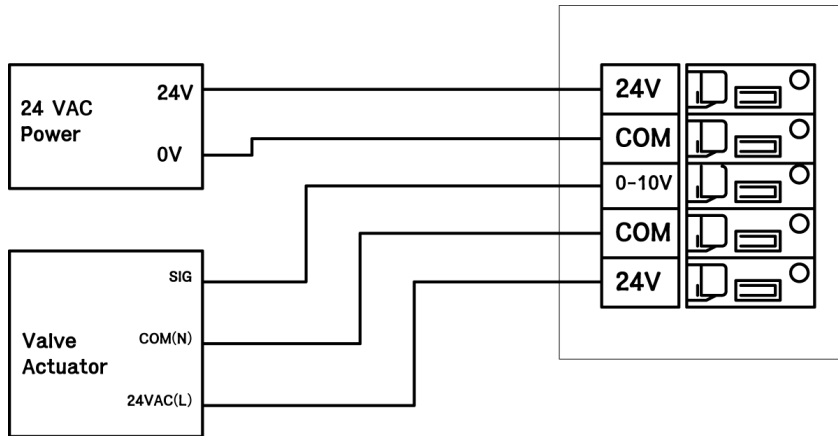 24 VAC
Power
24V
0V
SIG
Valve
Actuator
COM(N)
24VAC(L)
24V
COM
0-10V
COM
24V